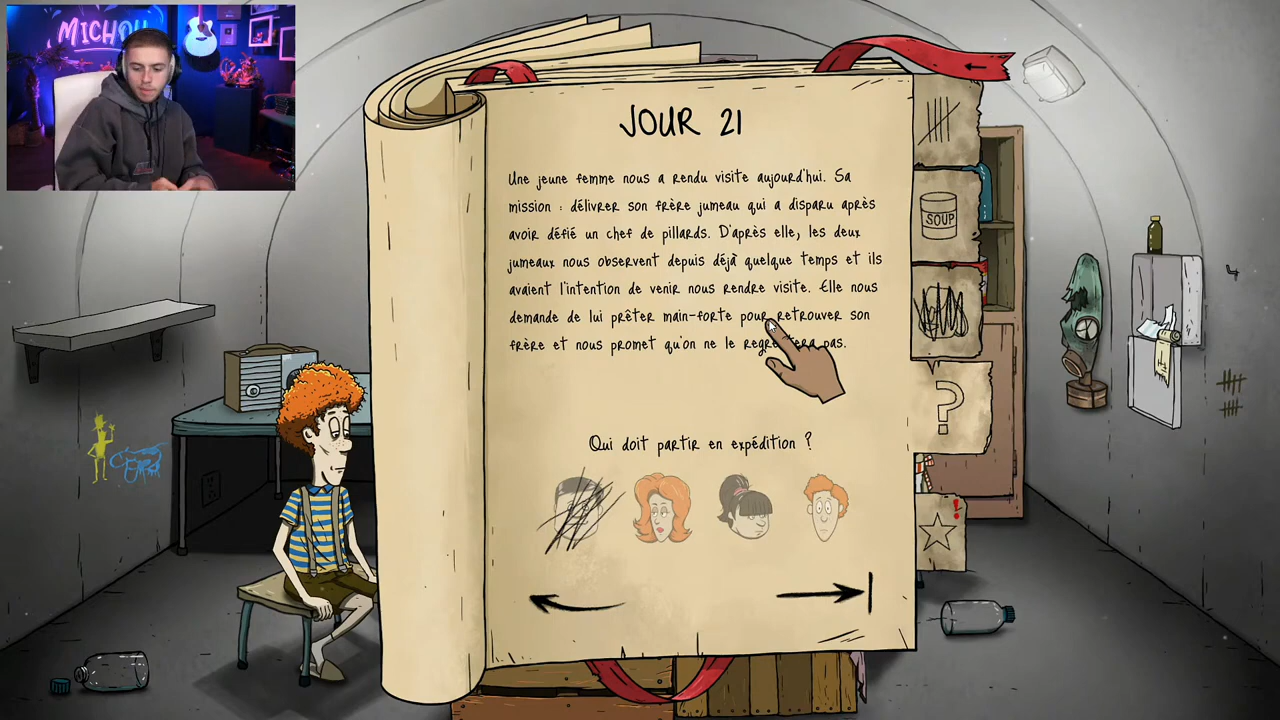 MICHOU
JOUR 21
Une jeune femme nous a rendu visite aujourd'hui. Sa
mission : délivrer son frère jumeau qui a disparu après
avoir défié un chef de pillards. D'après elle, les deux
jumeaux nous observent depuis déjà quelque temps et ils
avaient l'intention de venir nous rendre visite. Elle nous
demande de lui prêter main-forte pour retrouver son
frère et nous promet qu'on ne le regrettera pas.
Qui doit partir en expédition ?
SOUP
?
!